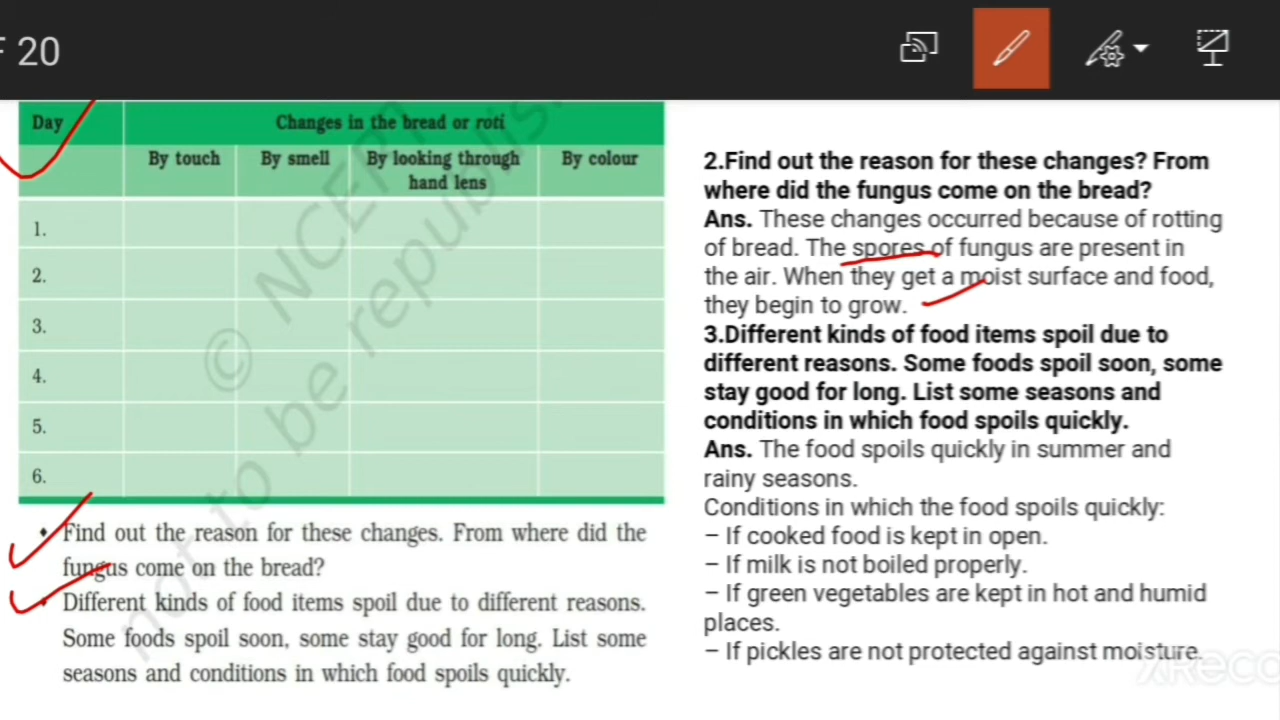 F 20
Day
Changes in the bread or roti
By touch
By smell
By looking through
hand lens
By colour
1.
2.
3.
4.
5.
6.
© NCERT
not to be republis
• Find out the reason for these changes. From where did the
fungus come on the bread?
• Different kinds of food items spoil due to different reasons.
Some foods spoil soon, some stay good for long. List some
seasons and conditions in which food spoils quickly.
2.Find out the reason for these changes? From
where did the fungus come on the bread?
Ans. These changes occurred because of rotting
of bread. The spores of fungus are present in
the air. When they get a moist surface and food,
they begin to grow.
3.Different kinds of food items spoil due to
different reasons. Some foods spoil soon, some
stay good for long. List some seasons and
conditions in which food spoils quickly.
Ans. The food spoils quickly in summer and
rainy seasons.
Conditions in which the food spoils quickly:
– If cooked food is kept in open.
– If milk is not boiled properly.
– If green vegetables are kept in hot and humid
places.
– If pickles are not protected against moisture.
XReco